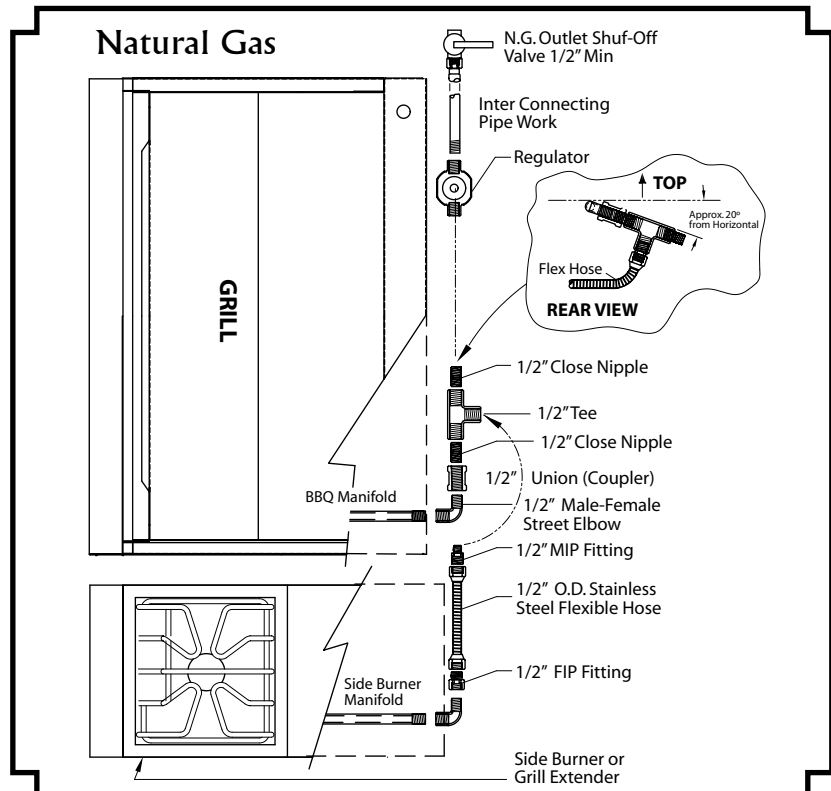 Natural Gas
N.G. Outlet Shuf-Off
Valve 1/2” Min
Inter Connecting
Pipe Work
Regulator
TOP
Approx. 20º
from Horizontal
Flex Hose
REAR VIEW
GRILL
1/2” Close Nipple
1/2” Tee
1/2” Close Nipple
1/2” Union (Coupler)
BBQ Manifold
1/2” Male-Female
Street Elbow
1/2” MIP Fitting
1/2” O.D. Stainless
Steel Flexible Hose
1/2” FIP Fitting
Side Burner
Manifold
Side Burner or
Grill Extender